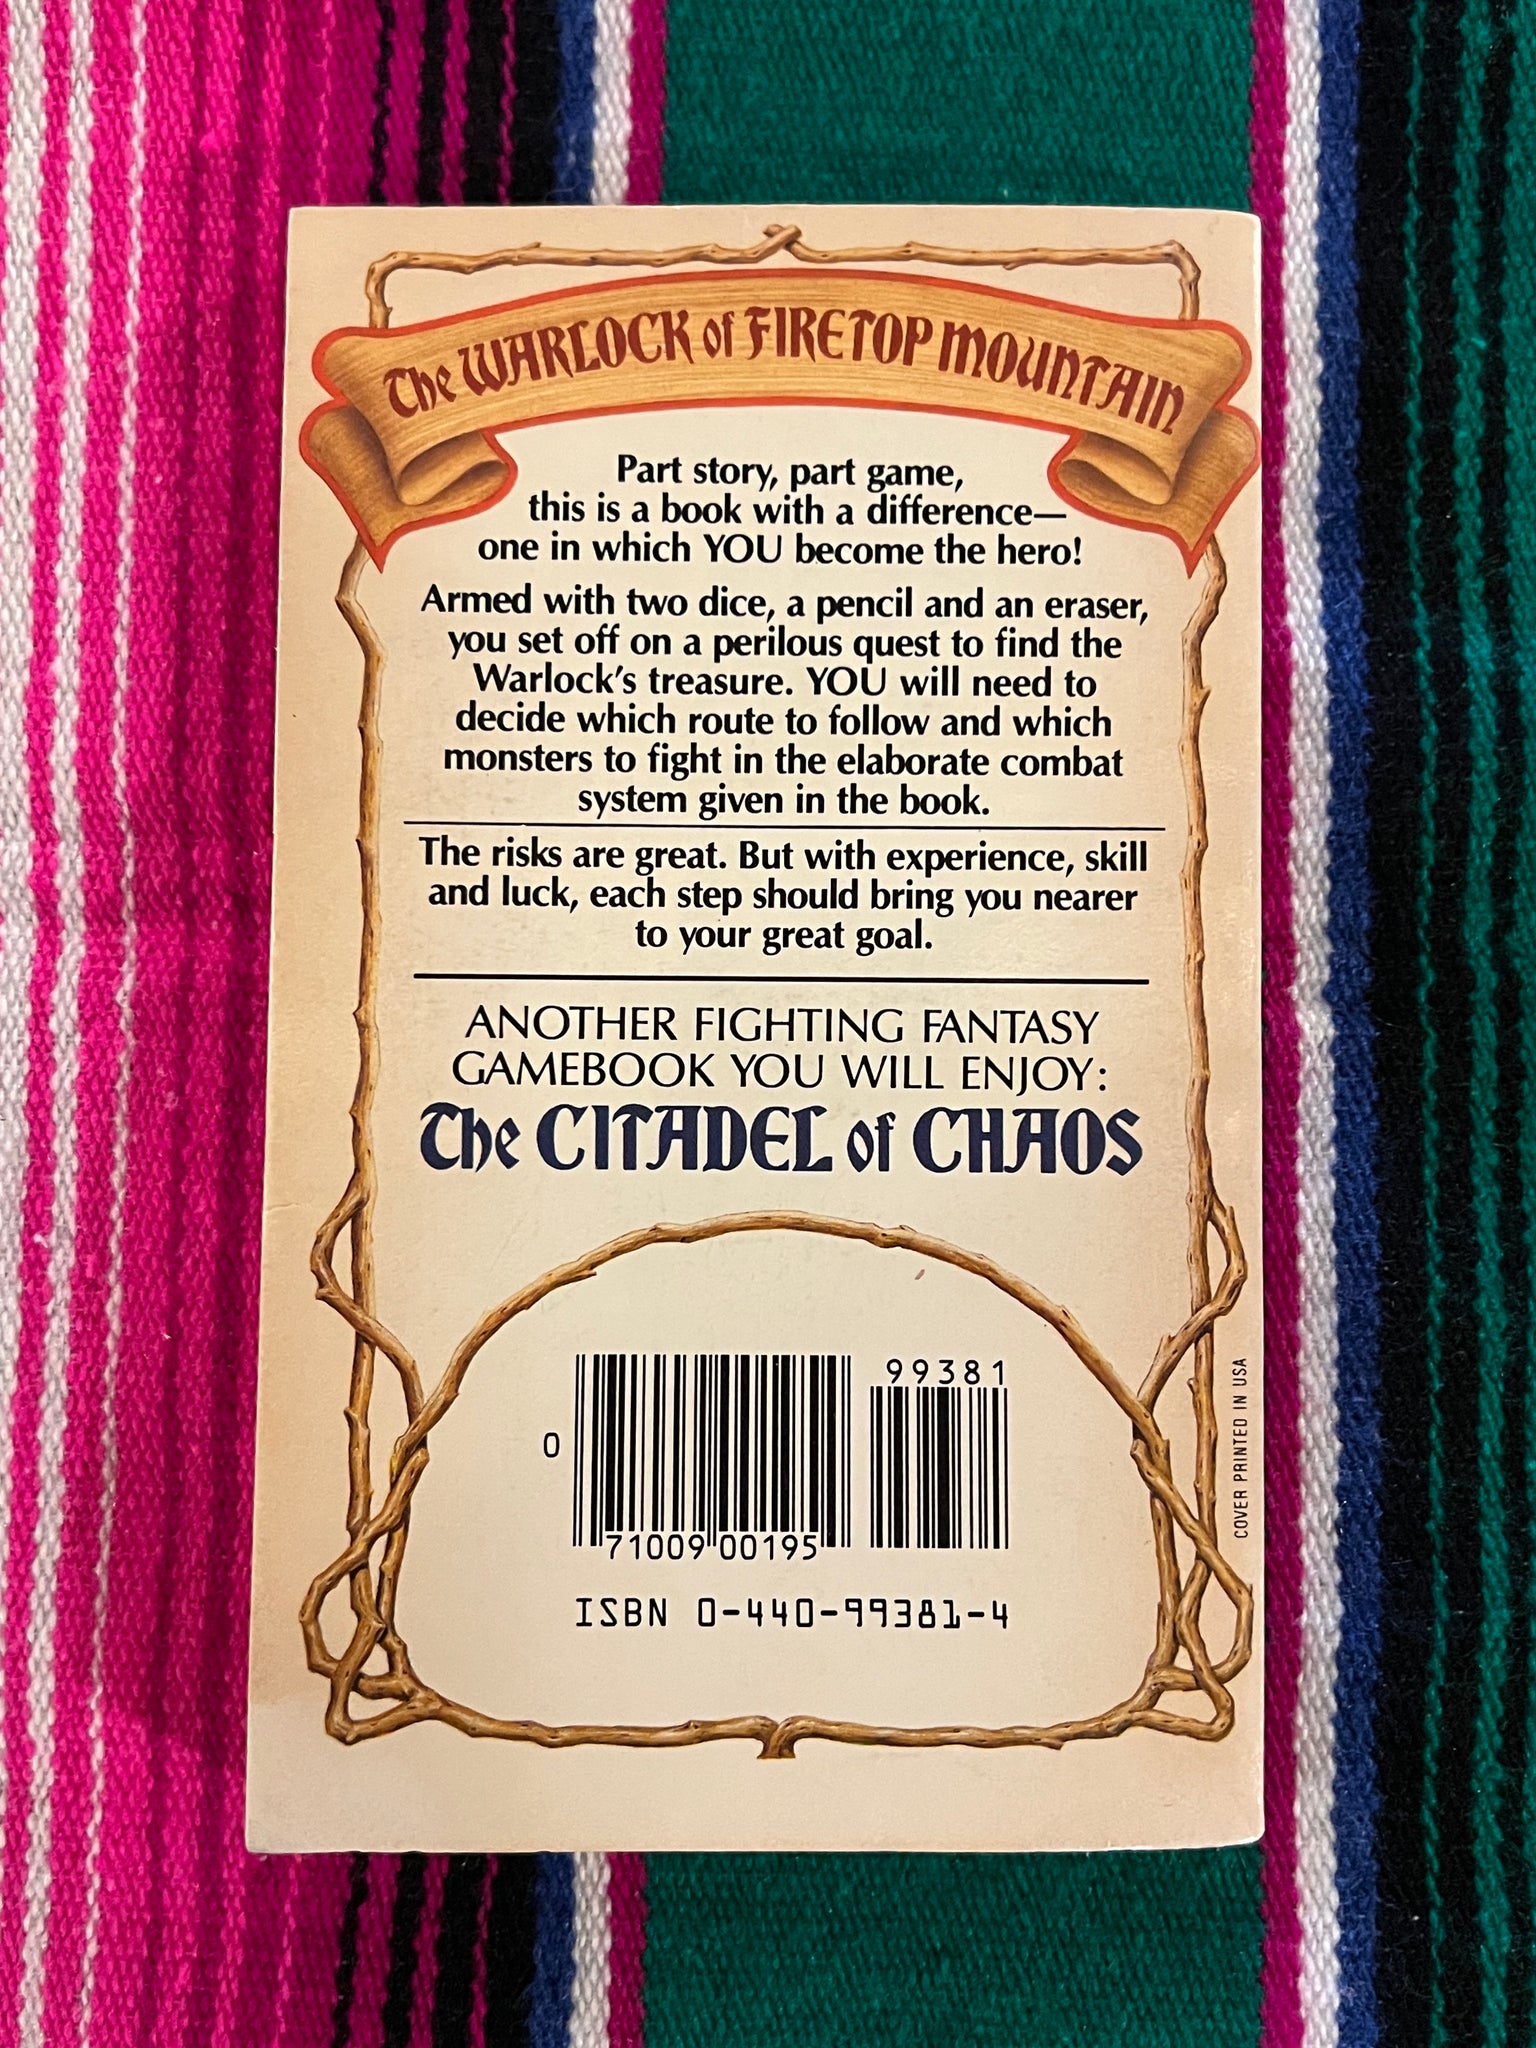 The WARLOCK of FIRETOP MOUNTAIN
Part story, part game,
this is a book with a difference—
one in which YOU become the hero!
Armed with two dice, a pencil and an eraser,
you set off on a perilous quest to find the
Warlock's treasure. YOU will need to
decide which route to follow and which
monsters to fight in the elaborate combat
system given in the book.
The risks are great. But with experience, skill
and luck, each step should bring you nearer
to your great goal.
ANOTHER FIGHTING FANTASY
GAMEBOOK YOU WILL ENJOY:
The CITADEL of CHAOS
99381
0
71009 00195
ISBN 0-440-99381-4
COVER PRINTED IN USA